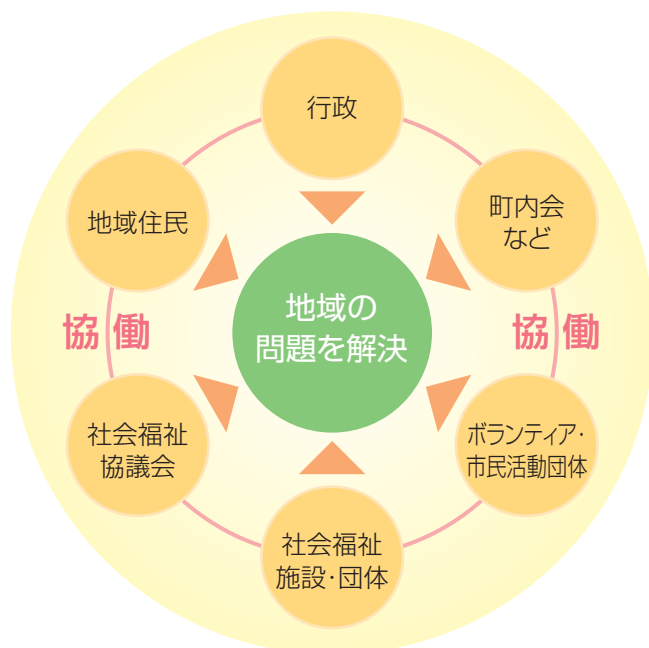 行政
地域住民
町内会
など
地域の
問題を解決
協働
協働
社会福祉
協議会
ボランティア・
市民活動団体
社会福祉
施設・団体